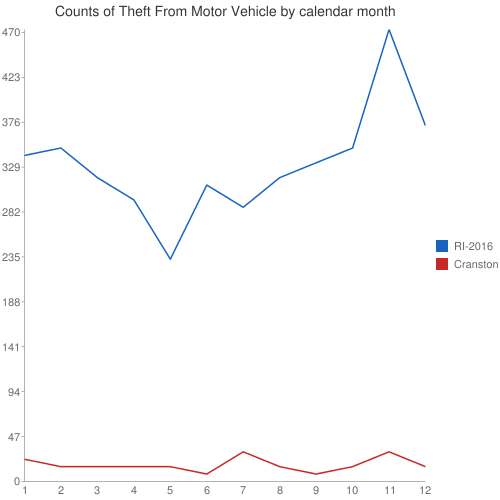 Counts of Theft From Motor Vehicle by calendar month
470
423
376
329
282
235
188
141
94
47
0
1 2 3 4 5 6 7 8 9 10 11 12
RI-2016
Cranston